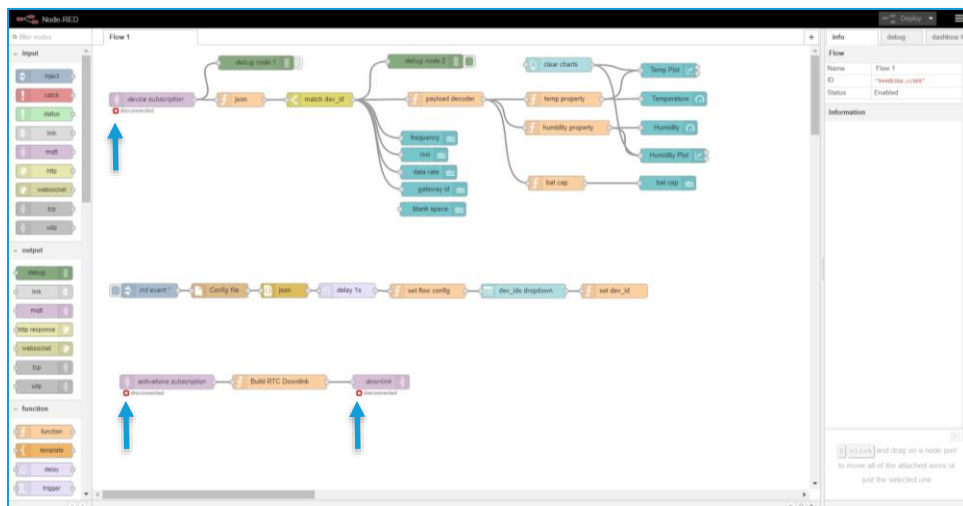 Node-RED
Deploy
filter nodes
Flow 1
info
debug
dashboar
input
inject
catch
status
link
mqtt
http
websocket
tcp
udp
output
debug
link
mqtt
http response
websocket
tcp
udp
function
function
template
delay
trigger
debug node 1
debug node 2
clear charts
Temp Plot
device subscription
json
match dev_id
payload decoder
temp property
Temperature
disconnected
humidity property
Humidity
frequency
data rate
Humidity Plot
gateway id
bat cap
bat cap
blank space
Init event
Config file
json
delay 1s
set flow config
dev_ids dropdown
set dev_id
activations subscription
Build RTC Downlink
downlink
disconnected
disconnected
Flow
Name
Flow 1
ID
Status
Enabled
Information
and drag on a node port
to move all of the attached wires or
just the selected one